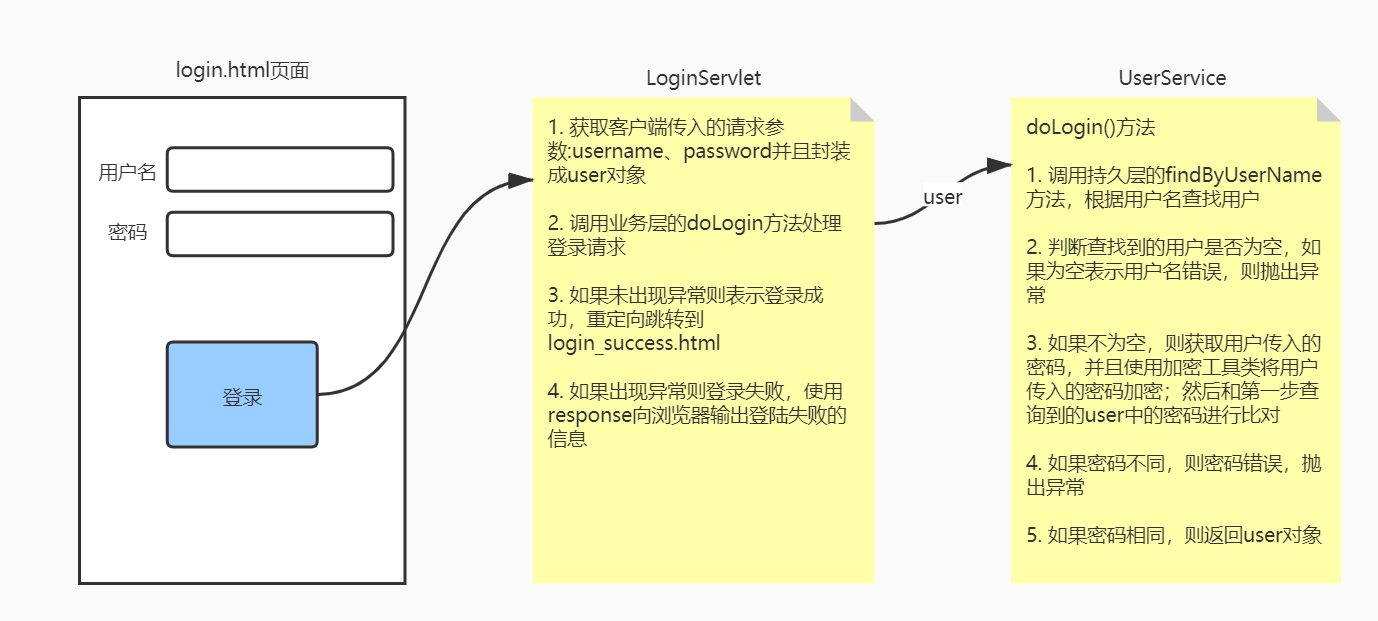 login.html页面
用户名
密码
登录
LoginServlet
1. 获取客户端传入的请求参
数:username、password并且封装
成user对象
2. 调用业务层的doLogin方法处理
登录请求
3. 如果未出现异常则表示登录成
功，重定向跳转到
login_success.html
4. 如果出现异常则登录失败，使用
response向浏览器输出登陆失败的
信息
user
UserService
doLogin()方法
1. 调用持久层的findByUserName
方法，根据用户名查找用户
2. 判断查找到的用户是否为空，如
果为空表示用户名错误，则抛出异
常
3. 如果不为空，则获取用户传入的
密码，并且使用加密工具类将用户
传入的密码加密；然后和第一步查
询到的user中的密码进行比对
4. 如果密码不同，则密码错误，抛
出异常
5. 如果密码相同，则返回user对象